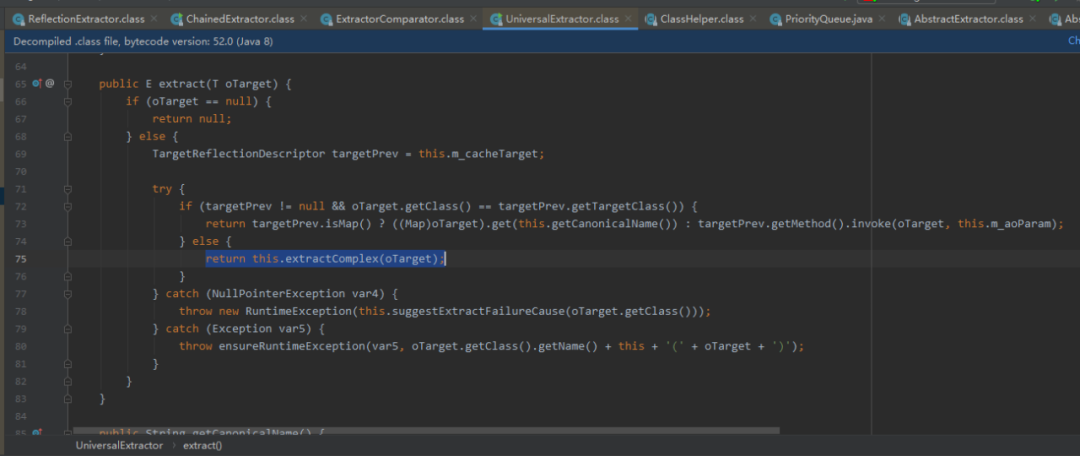 ReflectionExtractor.class × ChainedExtractor.class × ExtractorComparator.class × UniversalExtractor.class × ClassHelper.class × PriorityQueue.java × AbstractExtractor.class × Abs
Decompiled .class file, bytecode version: 52.0 (Java 8) Ch
64
65 @ public E extract(T oTarget) {
66 if (oTarget == null) {
67 return null;
68 } else {
69 TargetReflectionDescriptor targetPrev = this.m_cacheTarget;
70
71 try {
72 if (targetPrev != null && oTarget.getClass() == targetPrev.getTargetClass()) {
73 return targetPrev.isMap() ? ((Map)oTarget).get(this.getCanonicalName()) : targetPrev.getMethod().invoke(oTarget, this.m_aoParam);
74 } else {
75 return this.extractComplex(oTarget);
76 }
77 } catch (NullPointerException var4) {
78 throw new RuntimeException(this.suggestExtractFailureCause(oTarget.getClass()));
79 } catch (Exception var5) {
80 throw ensureRuntimeException(var5, oTarget.getClass().getName() + this + '(' + oTarget + ')');
81 }
82 }
83 }
84
85 public String getCanonicalName() {
UniversalExtractor › extract()